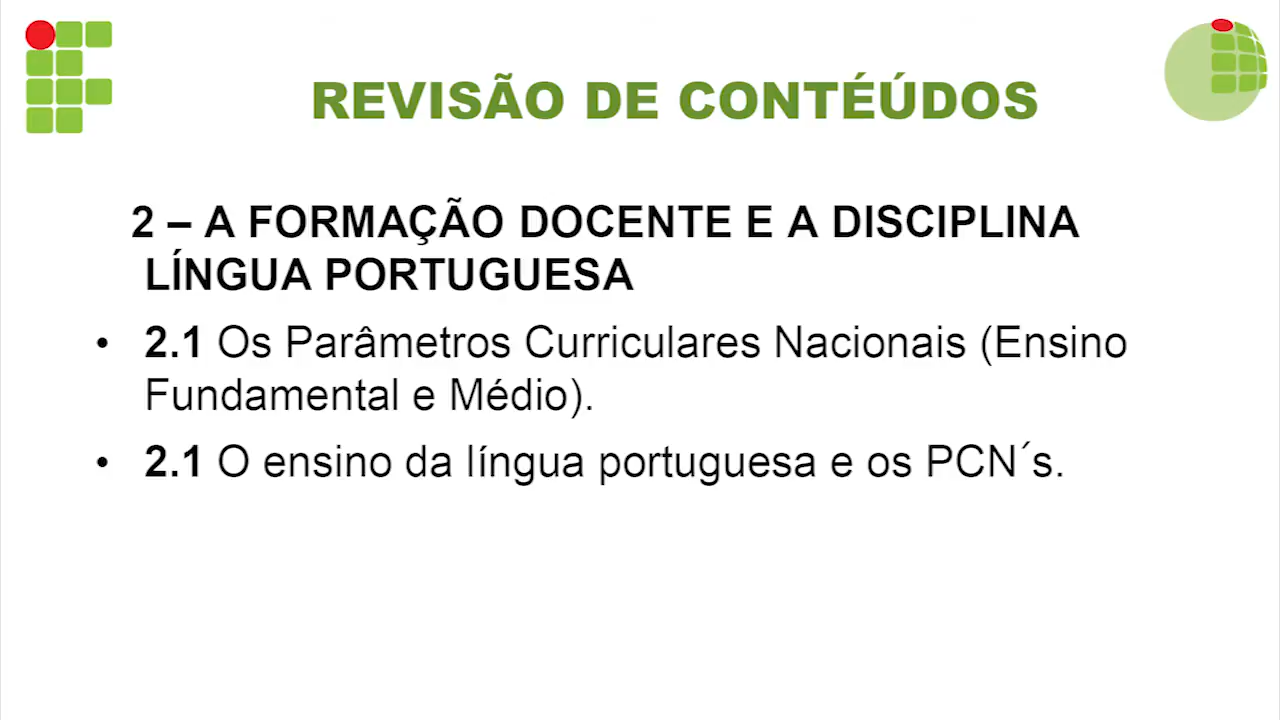 REVISÃO DE CONTÉÚDOS
2 – A FORMAÇÃO DOCENTE E A DISCIPLINA
LÍNGUA PORTUGUESA
• 2.1 Os Parâmetros Curriculares Nacionais (Ensino
Fundamental e Médio).
• 2.1 O ensino da língua portuguesa e os PCN´s.